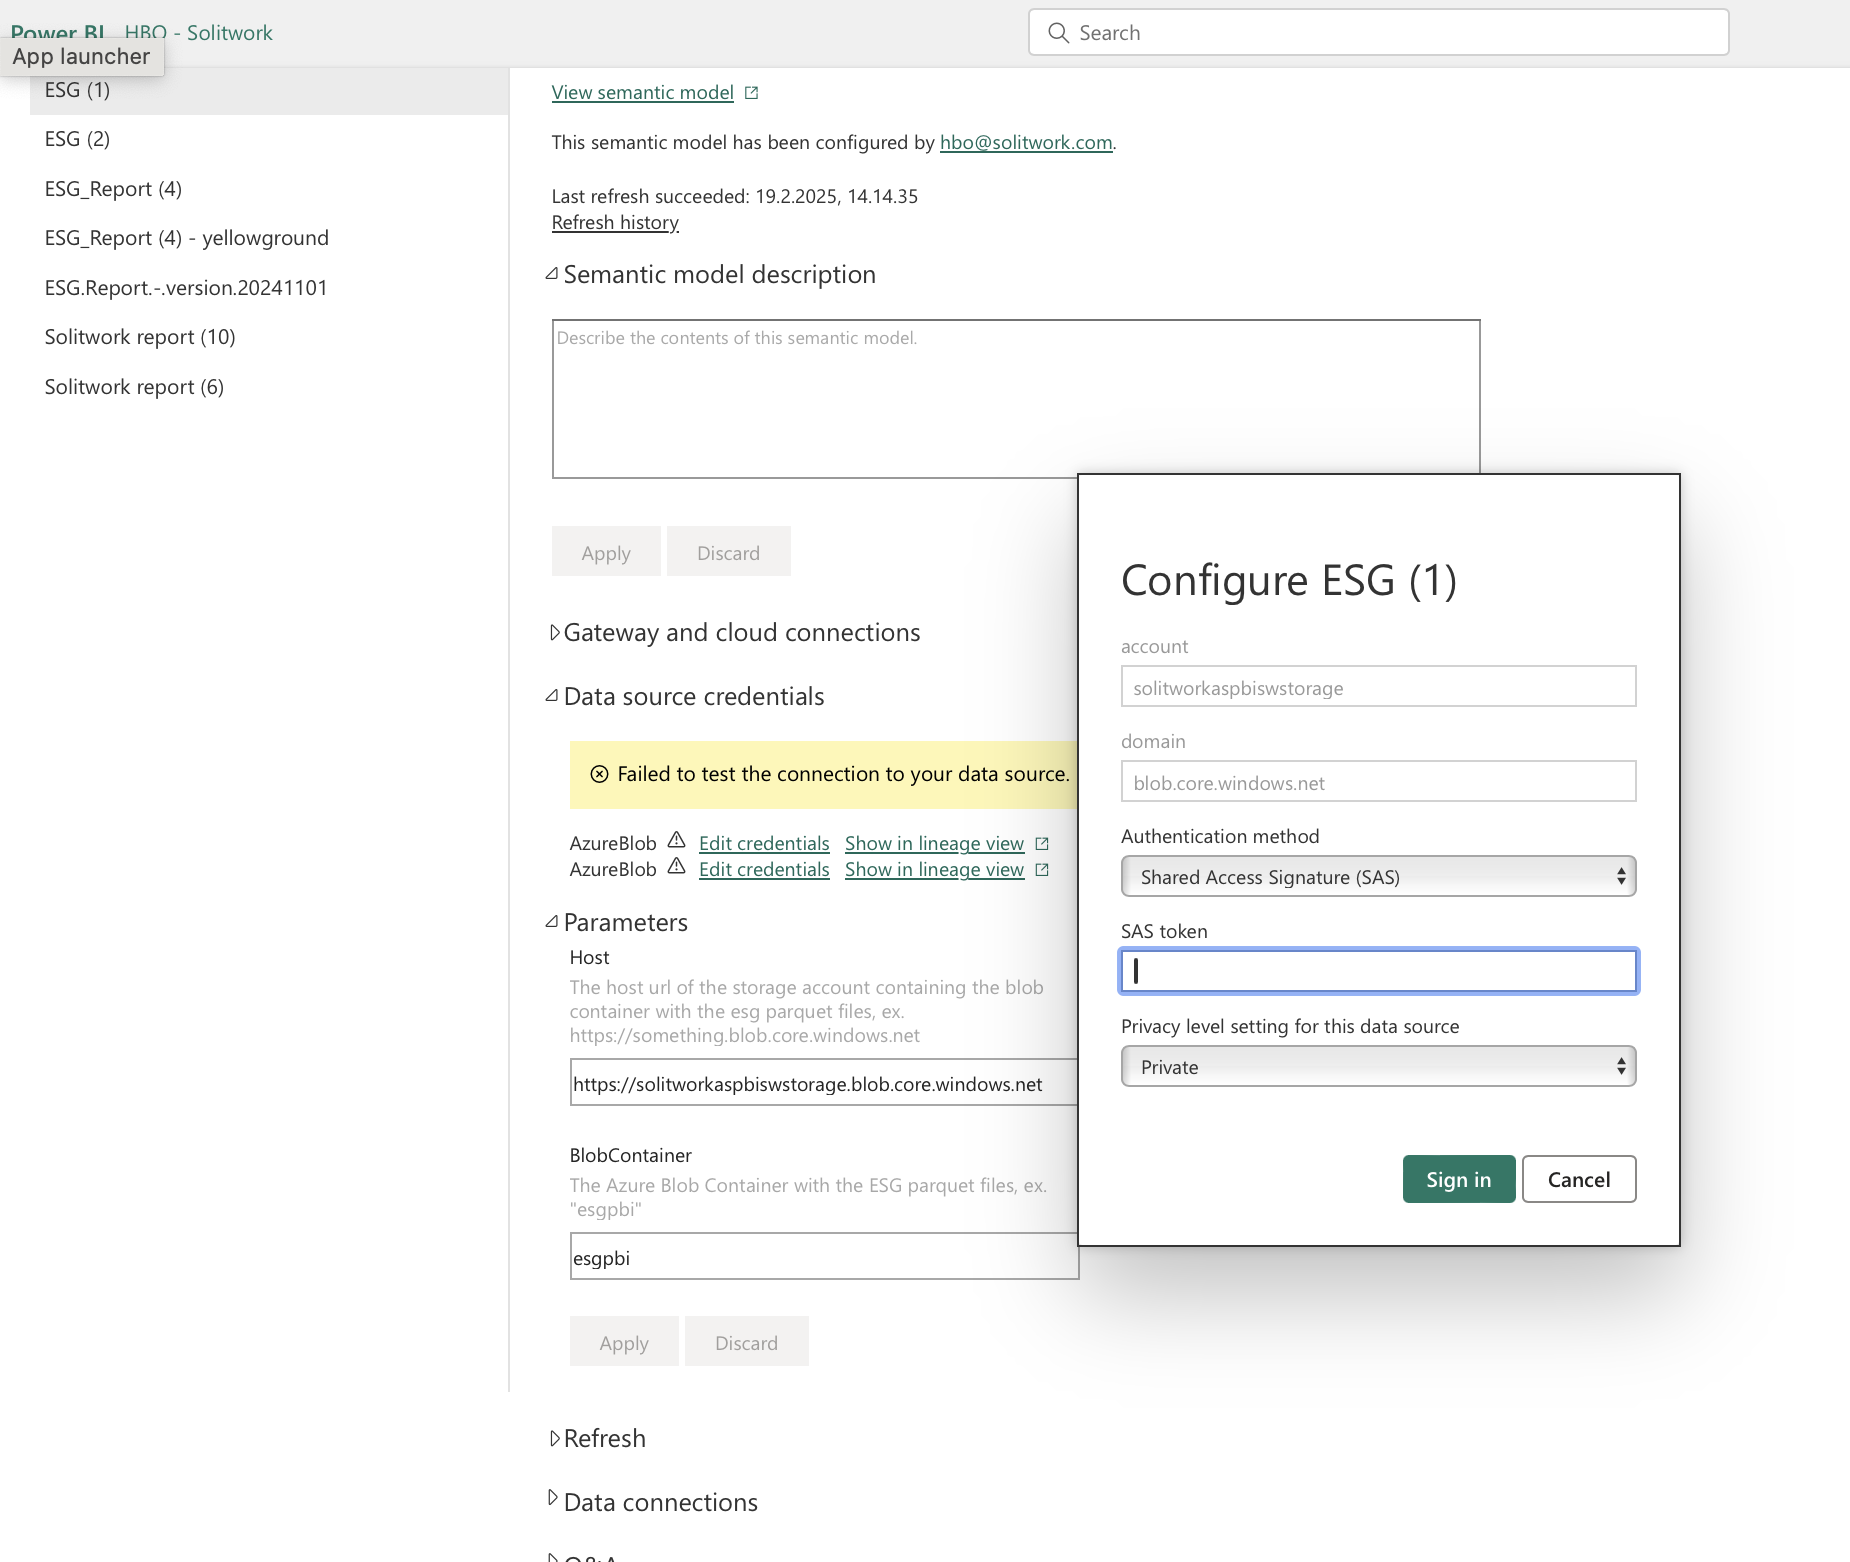 Power BI HBO - Solitwork
Search
App launcher
ESG (1)
ESG (2)
ESG_Report (4)
ESG_Report (4) - yellowground
ESG.Report.-.version.20241101
Solitwork report (10)
Solitwork report (6)
View semantic model
This semantic model has been configured by hbo@solitwork.com.
Last refresh succeeded: 19.2.2025, 14.14.35
Refresh history
Semantic model description
Describe the contents of this semantic model.
Apply Discard
Gateway and cloud connections
Data source credentials
Failed to test the connection to your data source.
AzureBlob Edit credentials Show in lineage view
AzureBlob Edit credentials Show in lineage view
Parameters
Host
The host url of the storage account containing the blob
container with the esg parquet files, ex.
https://something.blob.core.windows.net
https://solitworkaspbiswstorage.blob.core.windows.net
BlobContainer
The Azure Blob Container with the ESG parquet files, ex.
"esgpbi"
esgpbi
Apply Discard
Refresh
Data connections
Q&A
Configure ESG (1)
account
solitworkaspbiswstorage
domain
blob.core.windows.net
Authentication method
Shared Access Signature (SAS)
SAS token
Privacy level setting for this data source
Private
Sign in Cancel